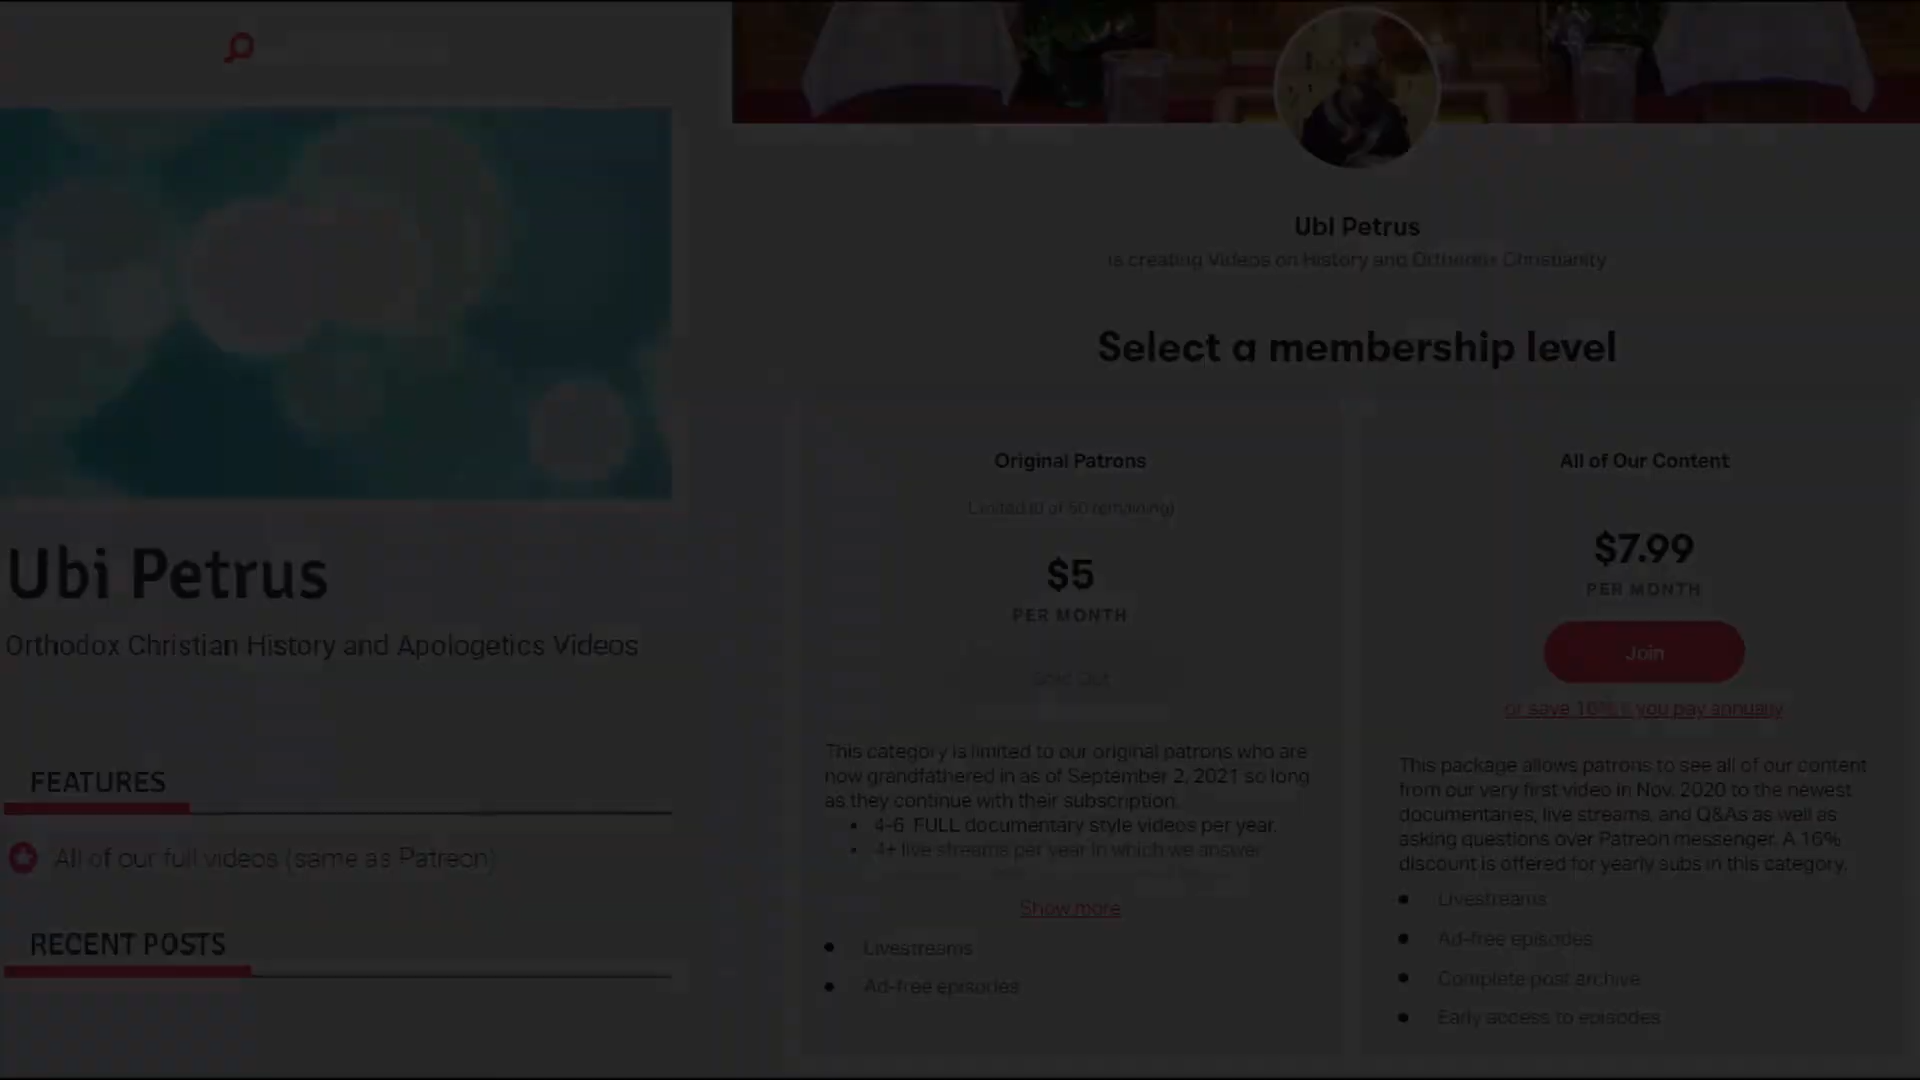 Ubi Petrus
Orthodox Christian History and Apologetics Videos
FEATURES
All of our full videos (same as Patreon)
RECENT POSTS
Ubi Petrus
is creating Videos on History and Orthodox Christianity
Select a membership level
Original Patrons
Limited (0 of 50 remaining)
$5
PER MONTH
Sold Out
This category is limited to our original patrons who are
now grandfathered in as of September 2, 2021 so long
as they continue with their subscription.
• 4-6 FULL documentary style videos per year.
• 4+ live streams per year in which we answer
Show more
• Livestreams
• Ad-free episodes
All of Our Content
$7.99
PER MONTH
Join
or save 16% if you pay annually
This package allows patrons to see all of our content
from our very first video in Nov. 2020 to the newest
documentaries, live streams, and Q&As as well as
asking questions over Patreon messenger. A 16%
discount is offered for yearly subs in this category.
• Livestreams
• Ad-free episodes
• Complete post archive
• Early access to episodes